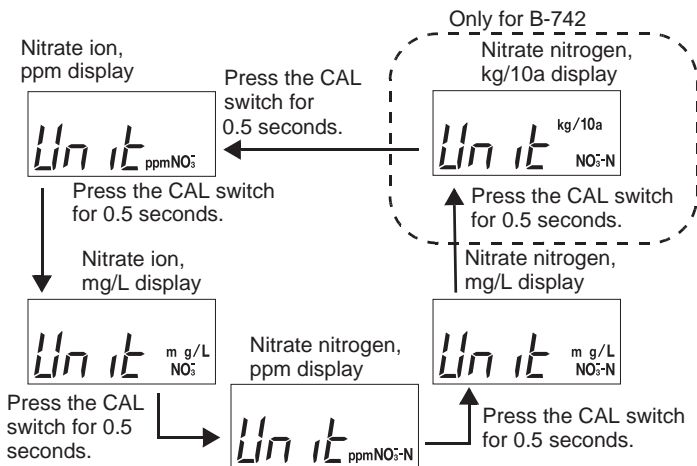 Only for B-742
Nitrate ion,
ppm display
Press the CAL
switch for
0.5 seconds.
Nitrate nitrogen,
kg/10a display
Unit ppmNO₃⁻
Unit kg/10a NO₃⁻-N
Press the CAL switch
for 0.5 seconds.
Press the CAL switch
for 0.5 seconds.
Nitrate ion,
mg/L display
Nitrate nitrogen,
mg/L display
Unit m g/L NO₃⁻
Nitrate nitrogen,
ppm display
Unit m g/L NO₃⁻-N
Press the CAL
switch for 0.5
seconds.
Unit ppmNO₃⁻-N
Press the CAL switch
for 0.5 seconds.